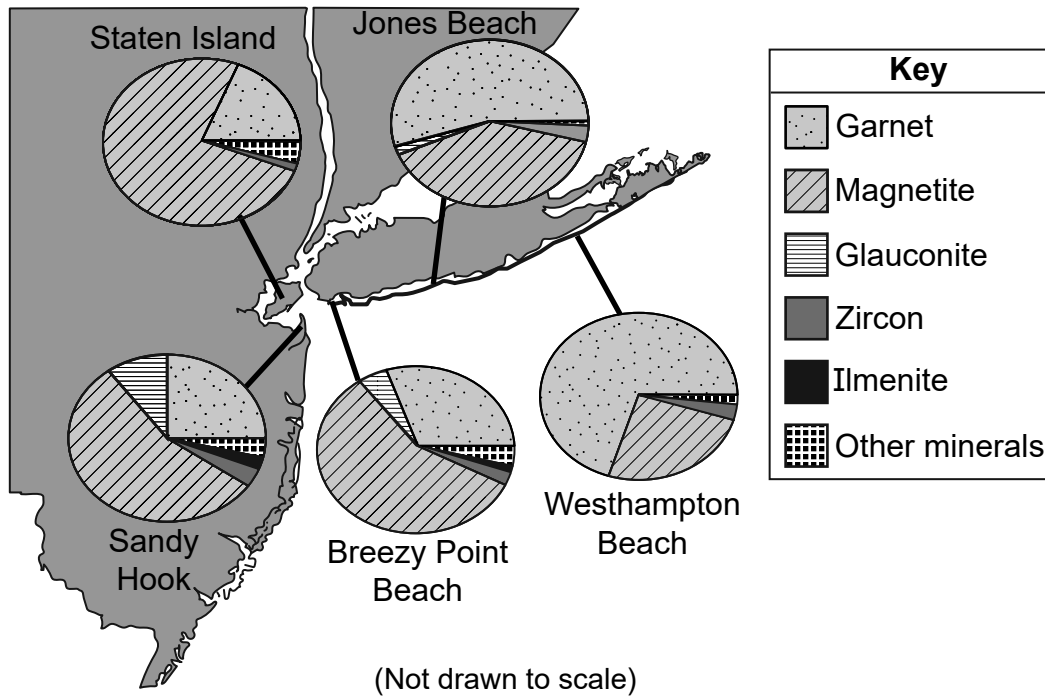 Staten Island
Jones Beach
Key
Garnet
Magnetite
Glauconite
Zircon
Ilmenite
Other minerals
Sandy
Hook
Breezy Point
Beach
Westhampton
Beach
(Not drawn to scale)